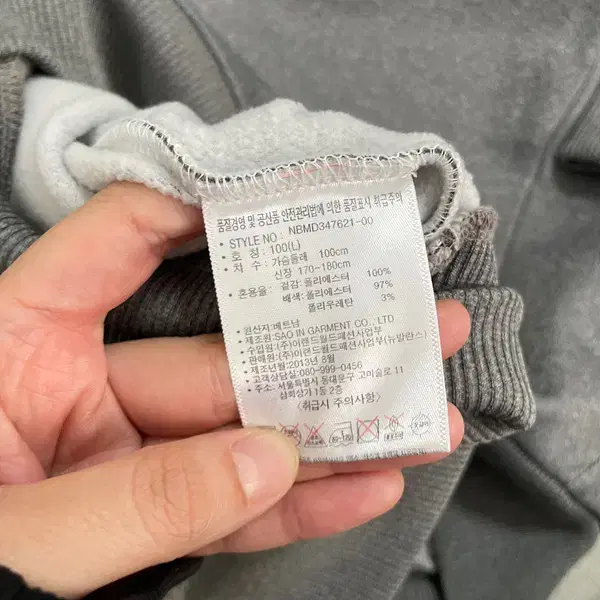 품질경영 및 공산품 안전관리법에 의한 품질표시 취급주의
• STYLE NO : NBMD347621-00
• 호 칭 : 100(L)
• 치 수 : 가슴둘레 100cm
신장 170~180cm
• 혼용율 : 겉감:폴리에스터 100%
배색:폴리에스터 97%
폴리우레탄 3%
• 원산지:베트남
• 제조원:SAO IN GARMENT CO., LTD
• 수입원:(주)이랜드월드패션사업부
• 판매원:(주)이랜드월드패션사업부(뉴발란스)
• 제조년월:2013년 8월
• 고객상담실:080-999-0456
• 주소:서울특별시 동대문구 고미술로 11
삼희상가 1동 2층
〈취급시 주의사항〉